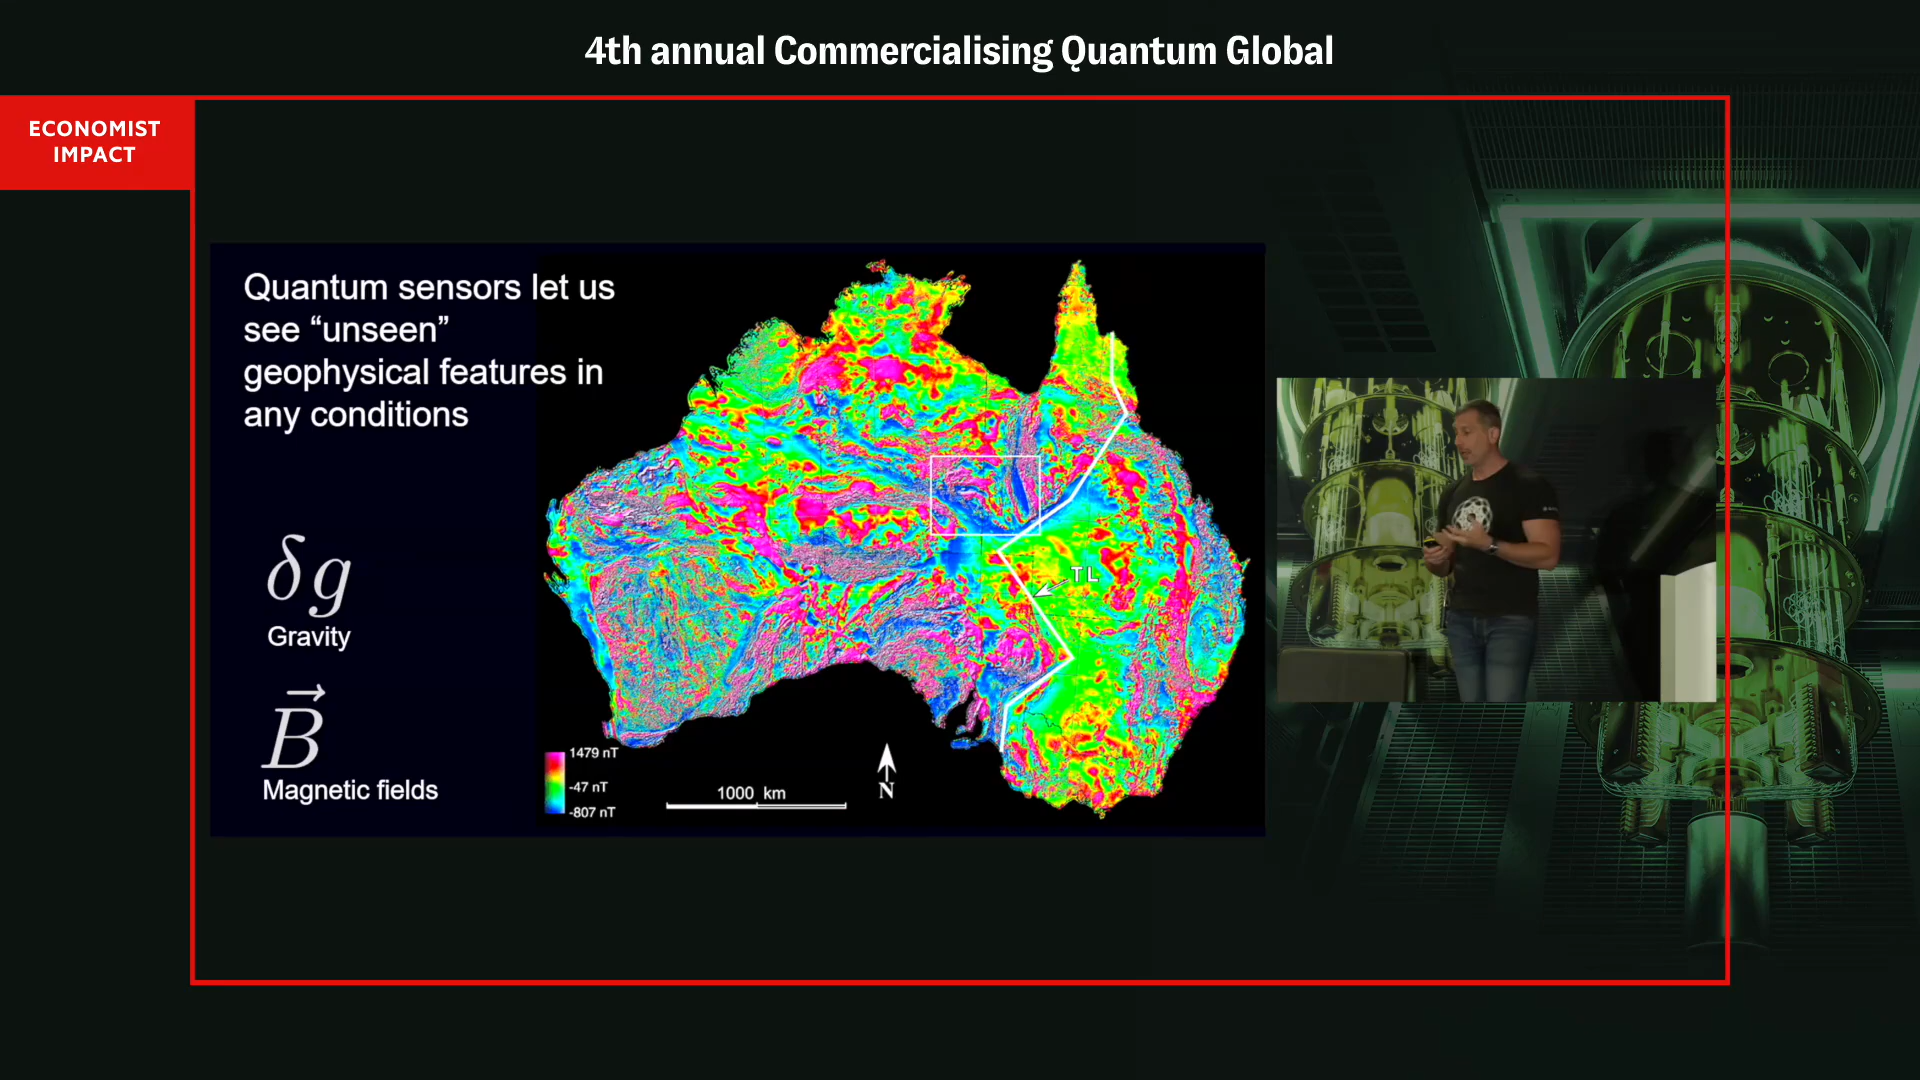 4th annual Commercialising Quantum Global
ECONOMIST
IMPACT
Quantum sensors let us
see “unseen”
geophysical features in
any conditions
δg
Gravity
B
Magnetic fields
TL
1479 nT
-47 nT
-807 nT
1000 km
N